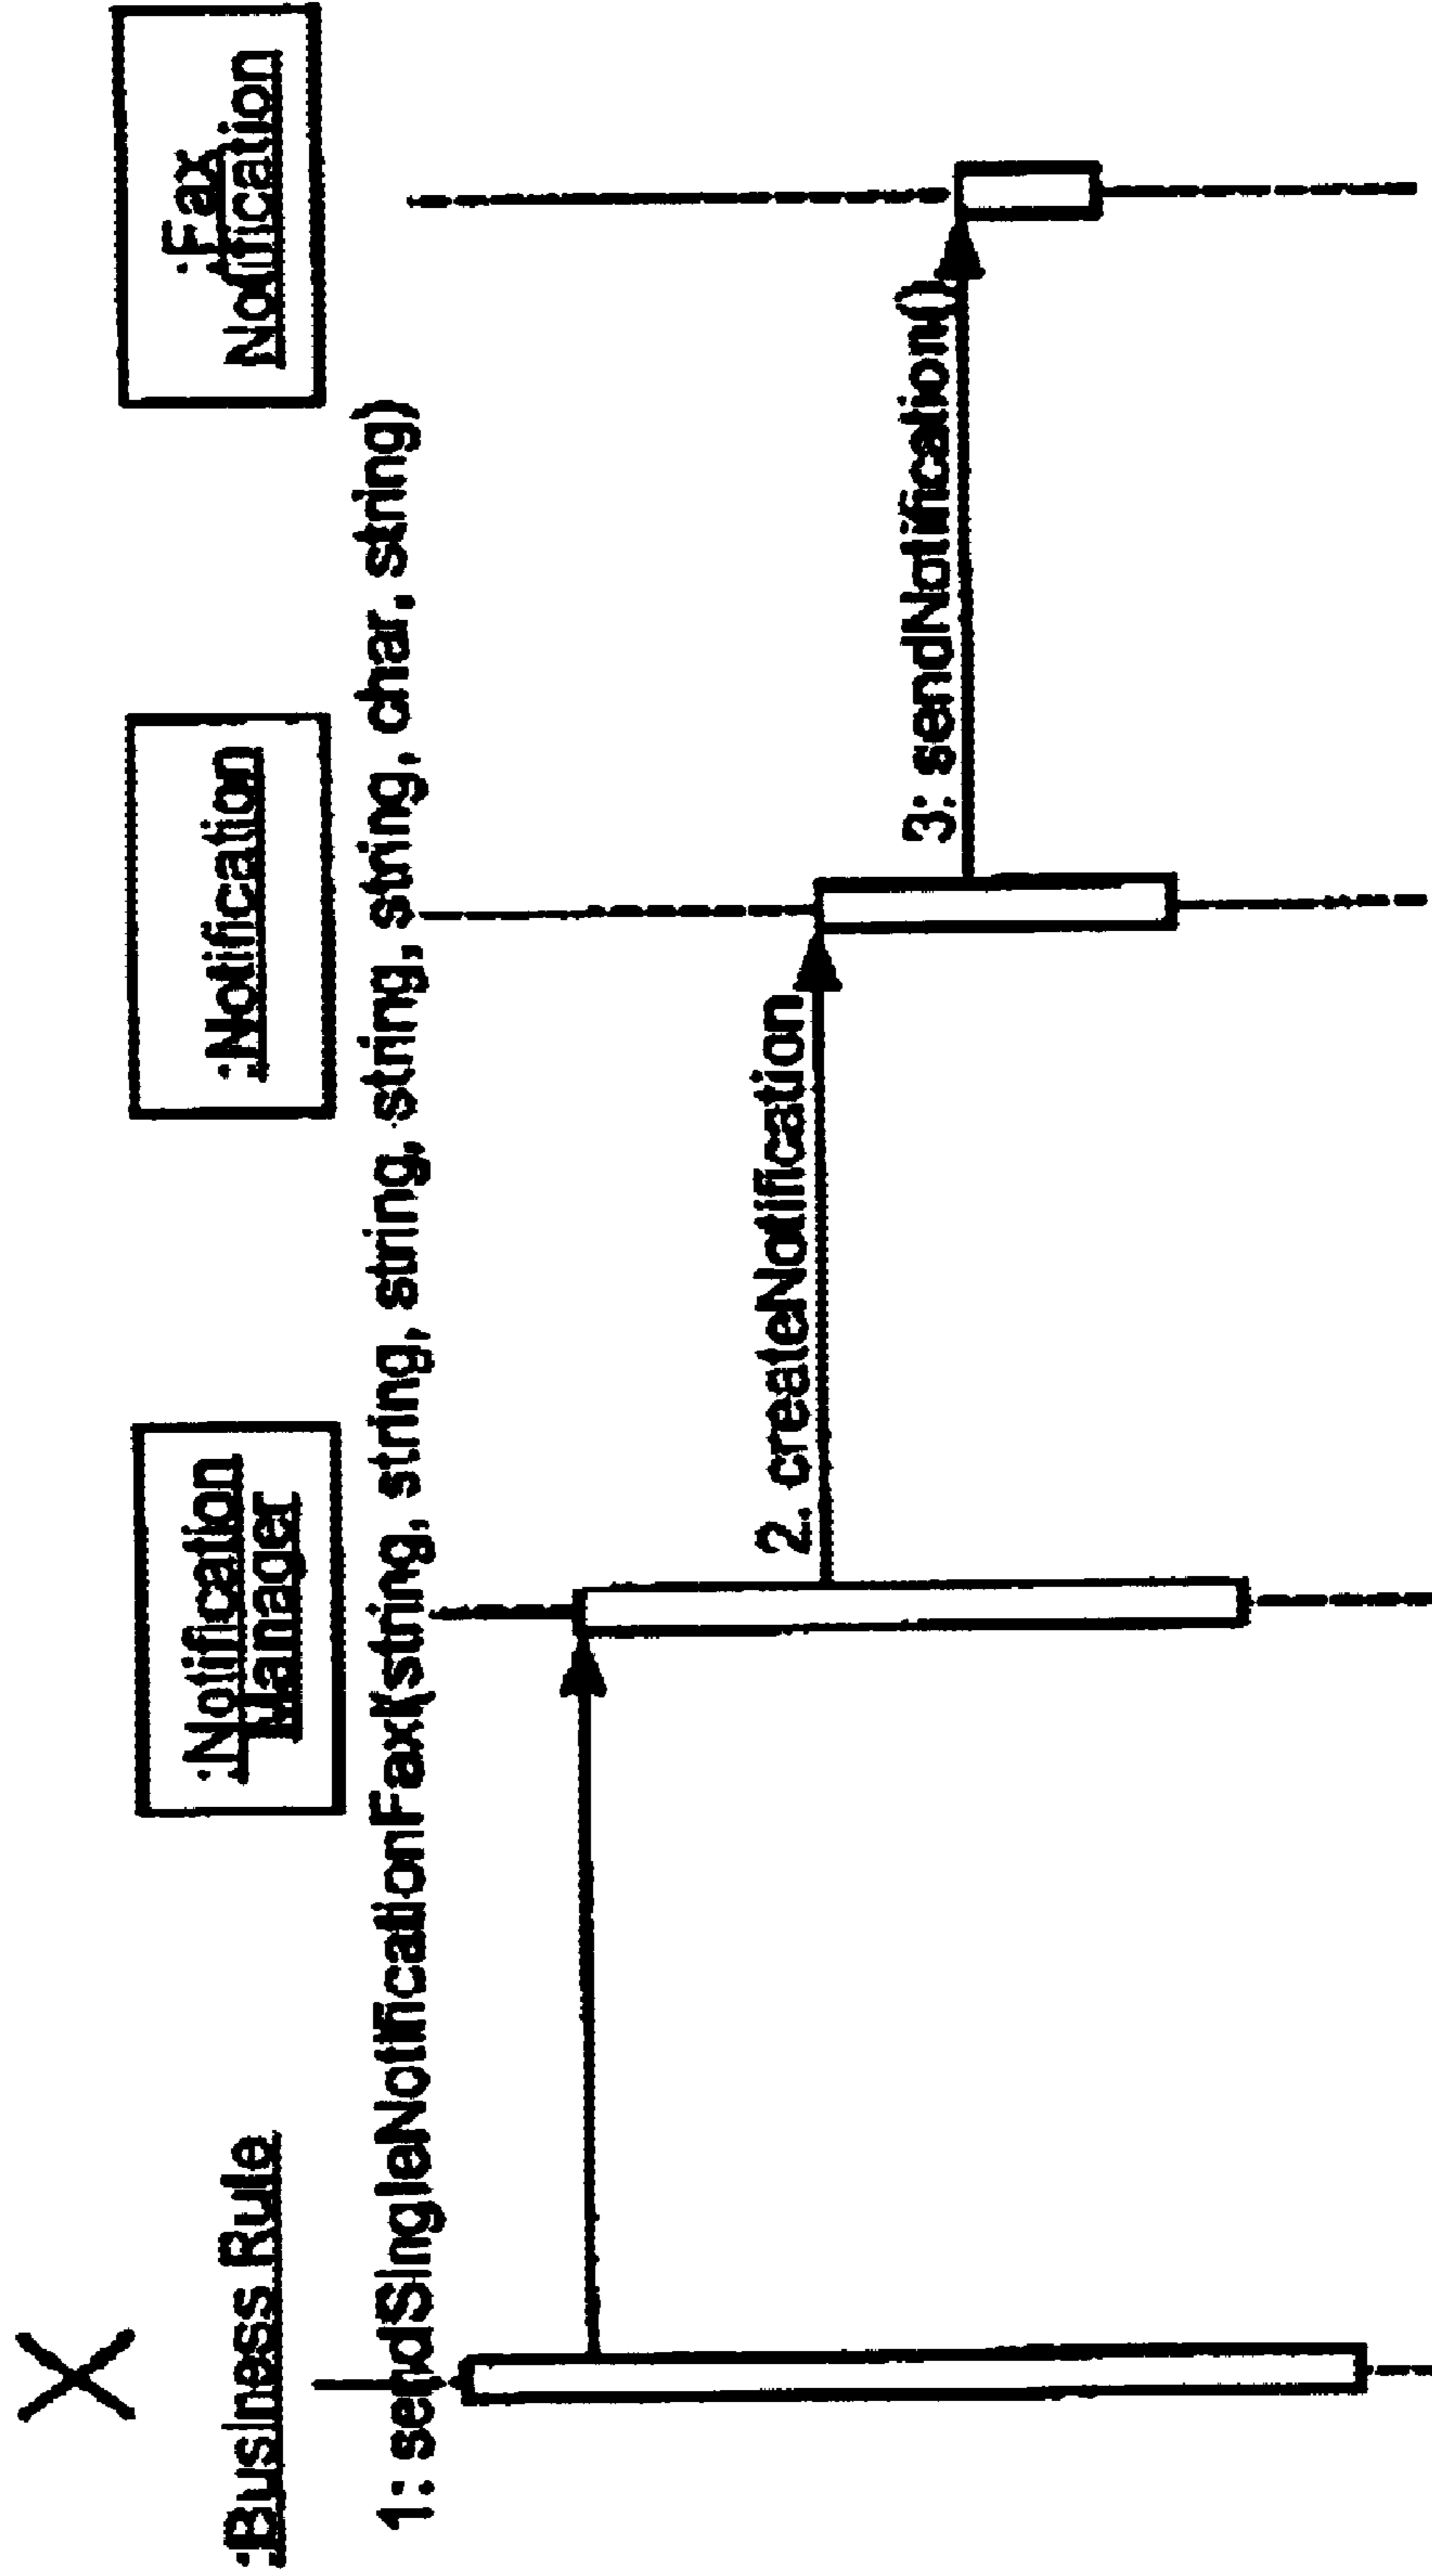 :Business Rule
:Notification
Manager
:Notification
:Fax
Notification
1: sendSingleNotificationFax(string, string, string, string, string, char, string)
2. createNotification
3: sendNotification()